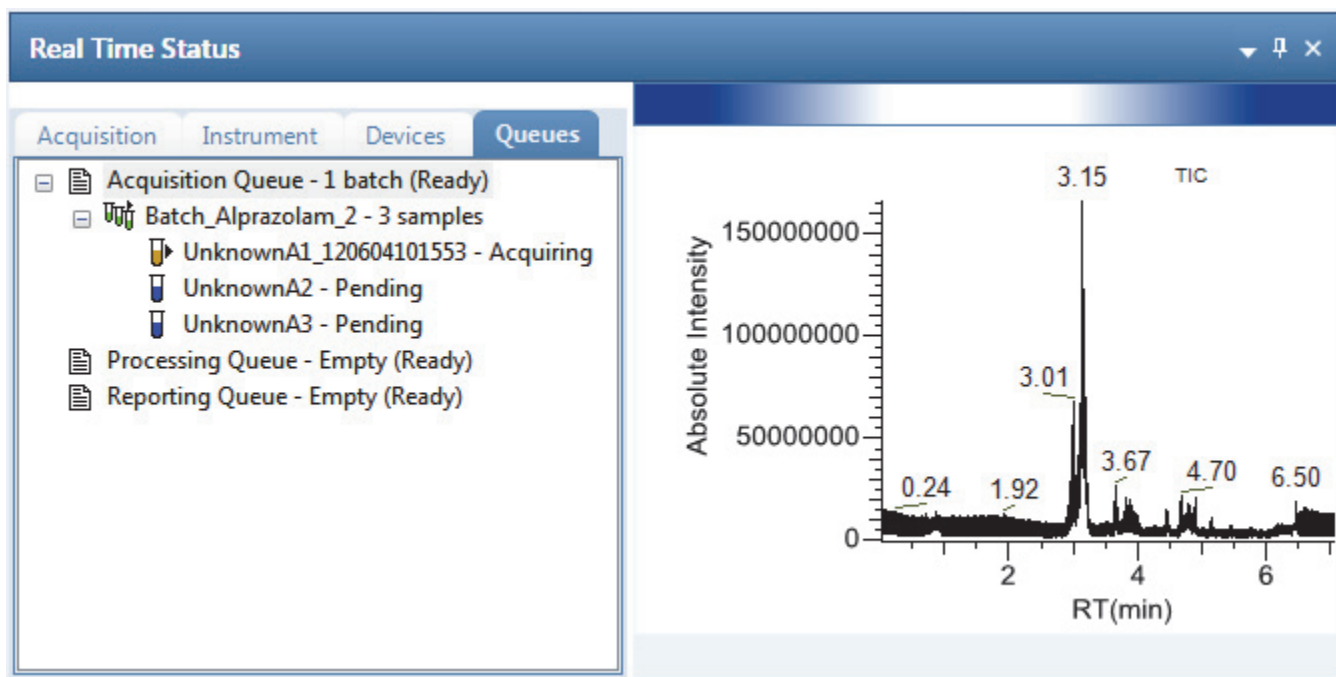 Real Time Status
Acquisition Instrument Devices Queues
Acquisition Queue - 1 batch (Ready)
Batch_Alprazolam_2 - 3 samples
UnknownA1_120604101553 - Acquiring
UnknownA2 - Pending
UnknownA3 - Pending
Processing Queue - Empty (Ready)
Reporting Queue - Empty (Ready)
3.15 TIC
150000000
Absolute Intensity
100000000
3.01
50000000
3.67 4.70 6.50
0.24 1.92
0
2 4 6
RT(min)